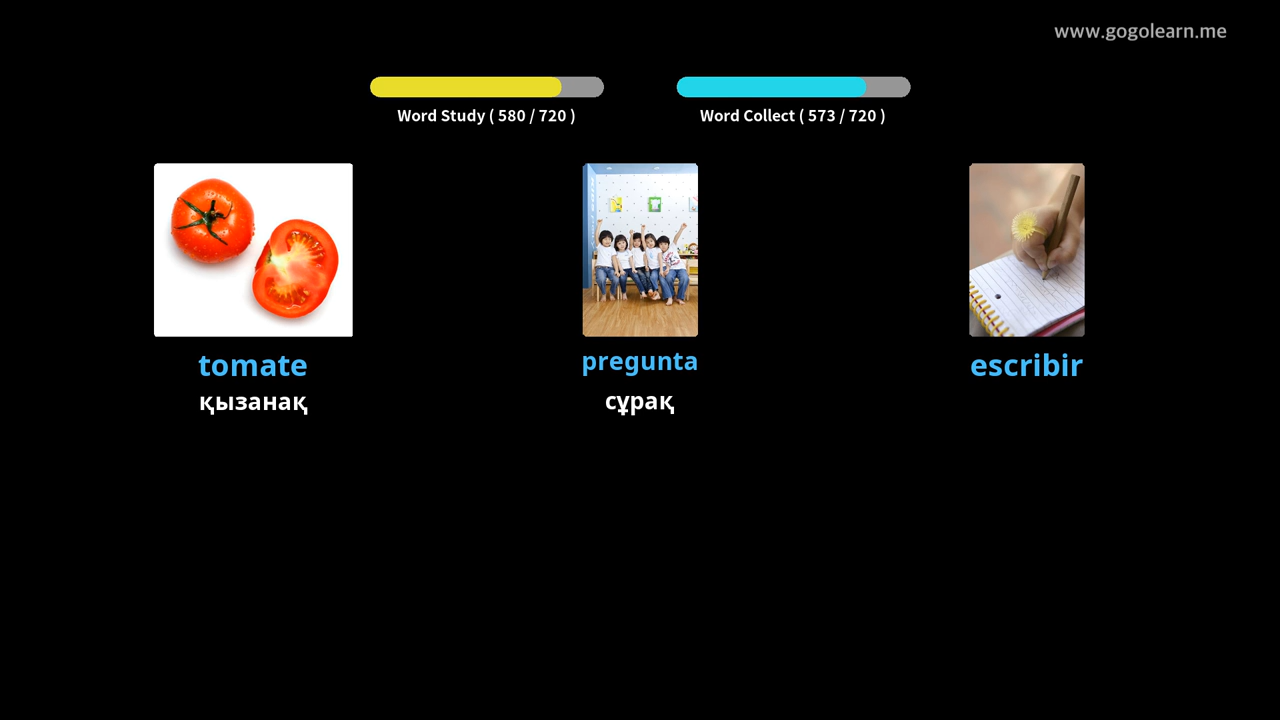 www.gogolearn.me
Word Study ( 580 / 720 )
Word Collect ( 573 / 720 )
tomate
pregunta
escribir
қызанақ
сұрақ